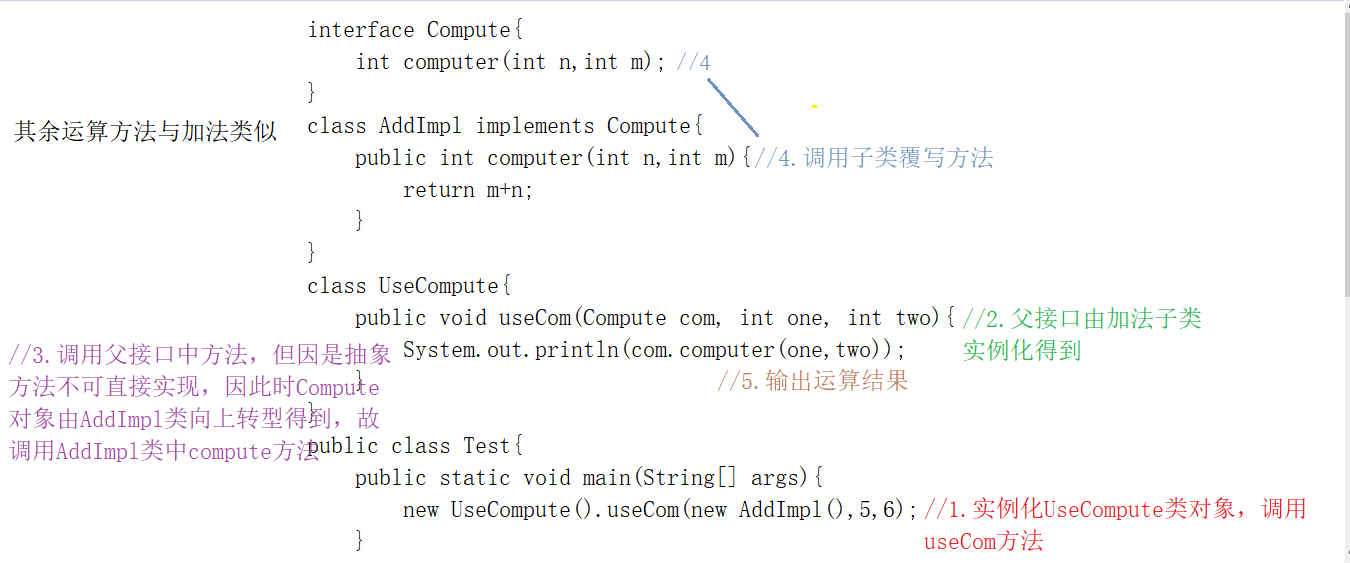 interface Compute{
int computer(int n,int m); //4
}
其余运算方法与加法类似
class AddImpl implements Compute{
public int computer(int n,int m){//4.调用子类覆写方法
return m+n;
}
}
class UseCompute{
public void useCom(Compute com, int one, int two){ //2.父接口由加法子类
实例化得到
System.out.println(com.computer(one,two));
//3.调用父接口中方法，但因是抽象
方法不可直接实现，因此时Compute
对象由AddImpl类向上转型得到，故
调用AddImpl类中compute方法
} //5.输出运算结果
}
public class Test{
public static void main(String[] args){
new UseCompute().useCom(new AddImpl(),5,6); //1.实例化UseCompute类对象，调用
useCom方法
}